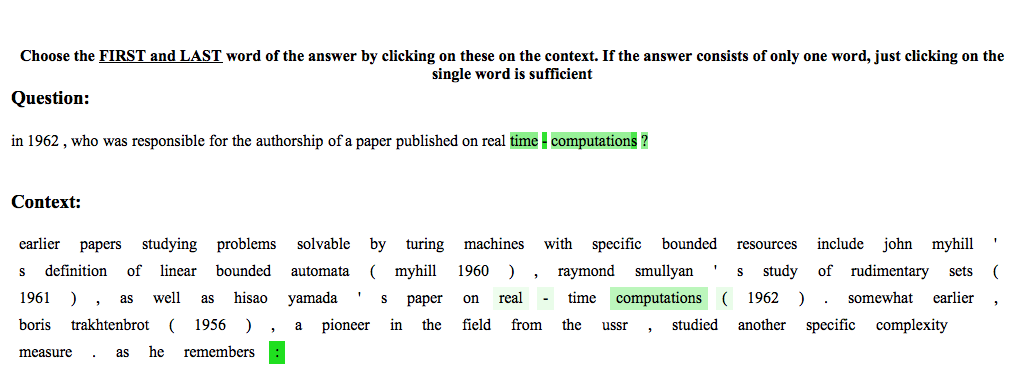 Choose the FIRST and LAST word of the answer by clicking on these on the context. If the answer consists of only one word, just clicking on the
single word is sufficient
Question:
in 1962 , who was responsible for the authorship of a paper published on real time - computations ?
Context:
earlier papers studying problems solvable by turing machines with specific bounded resources include john myhill '
s definition of linear bounded automata ( myhill 1960 ) , raymond smullyan ' s study of rudimentary sets (
1961 ) , as well as hisao yamada ' s paper on real - time computations ( 1962 ) . somewhat earlier ,
boris trakhtenbrot ( 1956 ) , a pioneer in the field from the ussr , studied another specific complexity
measure . as he remembers :